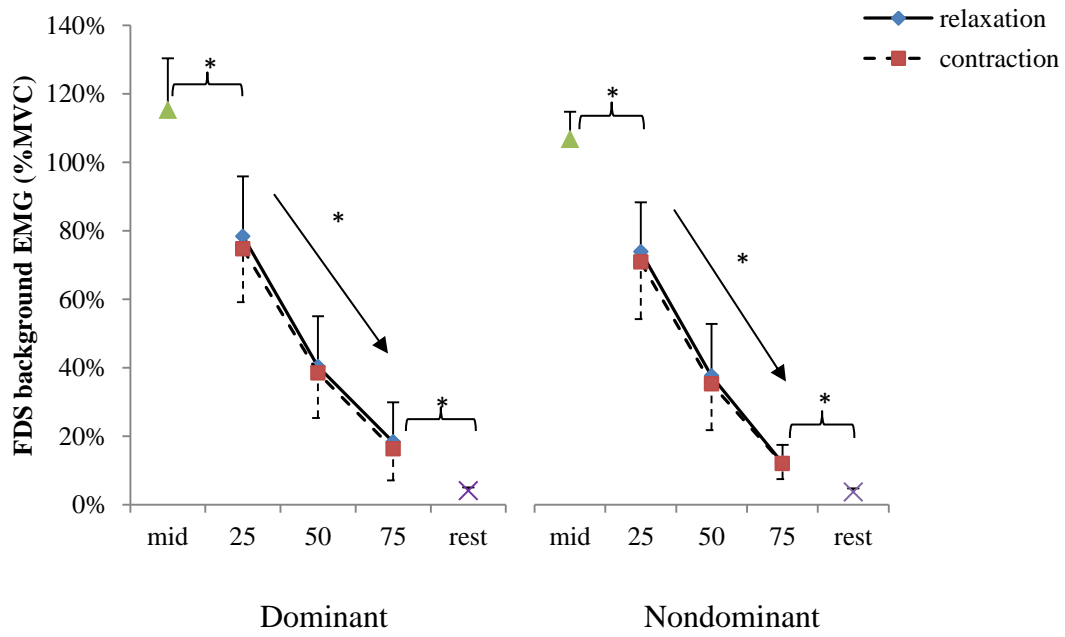 relaxation
contraction
FDS background EMG (%MVC)
140%
120%
100%
80%
60%
40%
20%
0%
*
*
*
*
*
*
mid 25 50 75 rest mid 25 50 75 rest
Dominant Nondominant